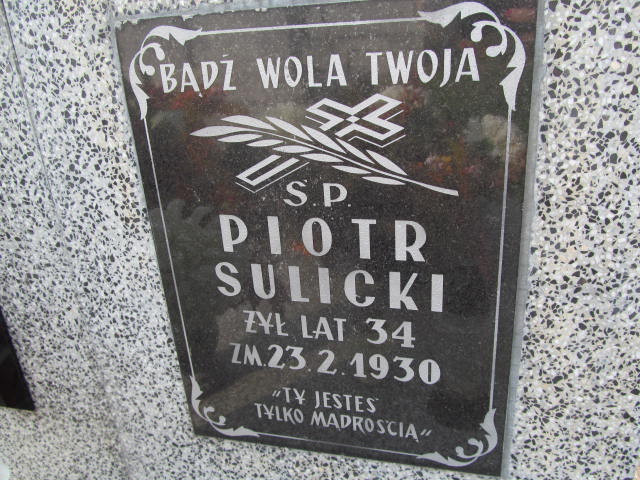 BĄDŹ WOLA TWOJA
Ś.P.
PIOTR
SULICKI
ŻYŁ LAT 34
ZM. 23.2.1930
„TY JESTEŚ
TYLKO MĄDROŚCIĄ"